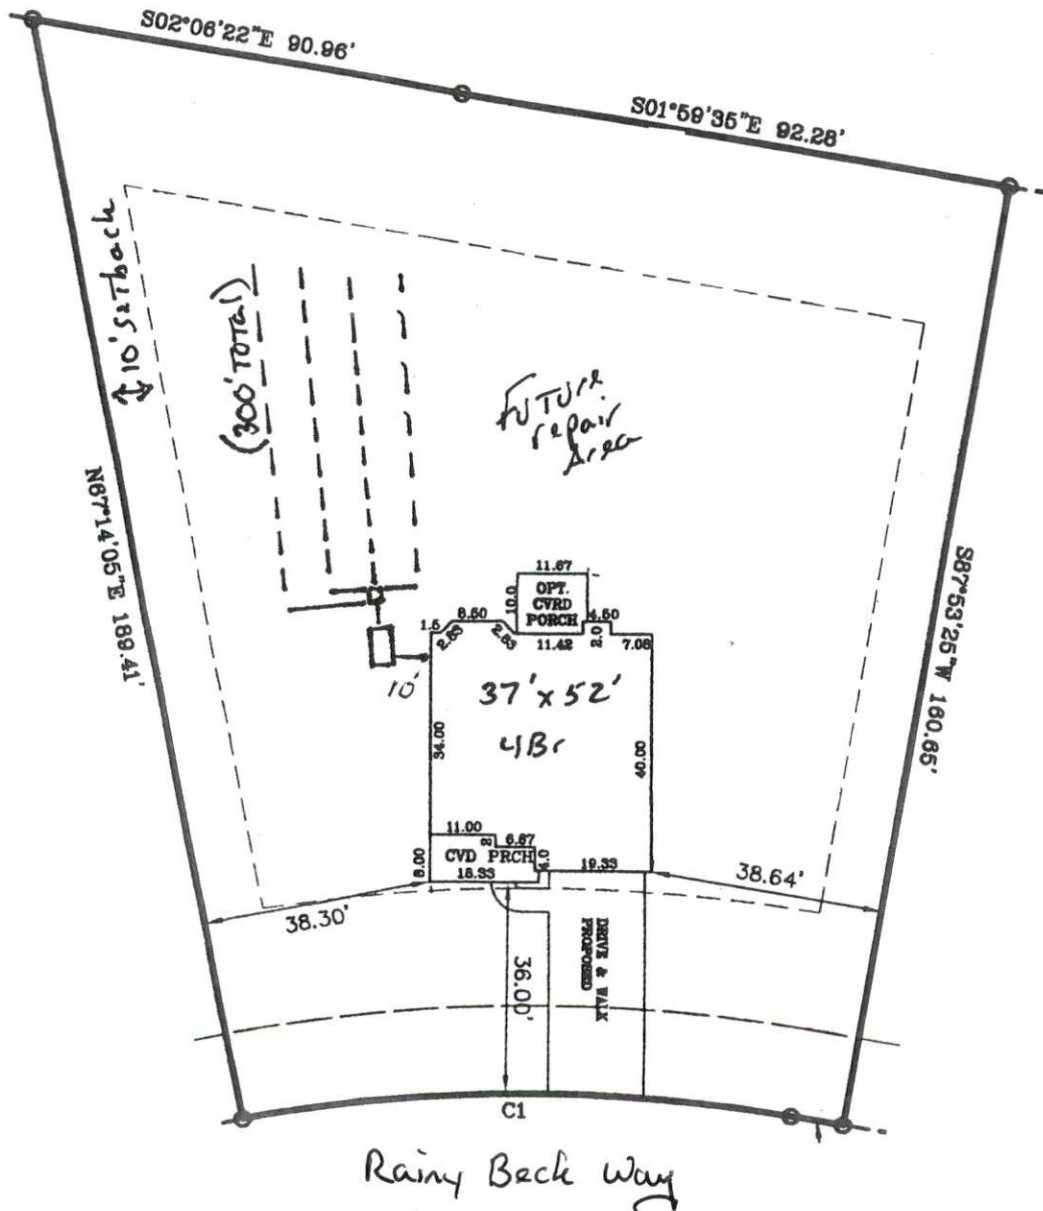 S02°06'22"E 90.96'
S01°59'35"E 92.28'
10' Setback
(300' TOTAL)
FUTURE
repair
Area
N87°14'05"E 189.41'
S87°53'25"W 160.65'
11.67
10.0
OPT.
CVRD
PORCH
4.50
2.0
7.08
11.42
1.5
2.83
8.50
2.83
10'
37' x 52'
4Br
34.00
40.00
11.00
2
6.67
CVD PRCH
4.0
8.00
18.33
19.33
38.30'
38.64'
36.00'
DRIVE & WALK
PROPOSED
C1
Rainy Beck Way